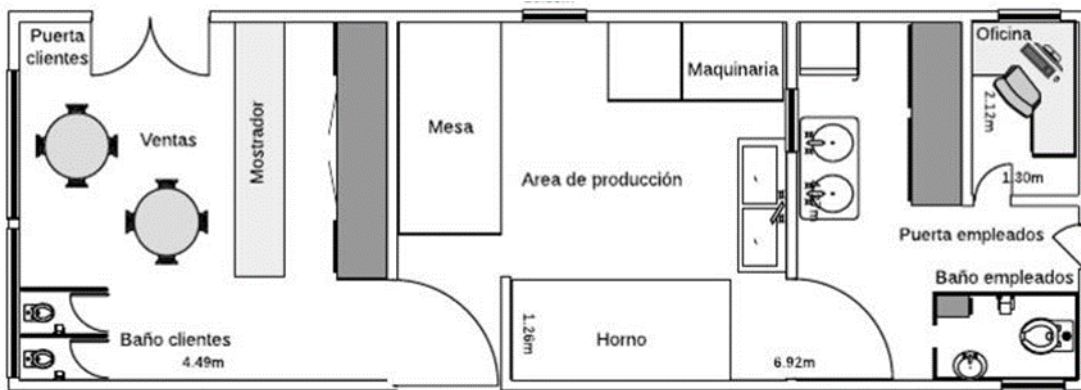 Puerta
clientes
Ventas
Mostrador
Mesa
Maquinaria
Area de producción
Oficina
2.12m
1.30m
Puerta empleados
Baño empleados
Baño clientes
4.49m
1.26m
Horno
6.92m